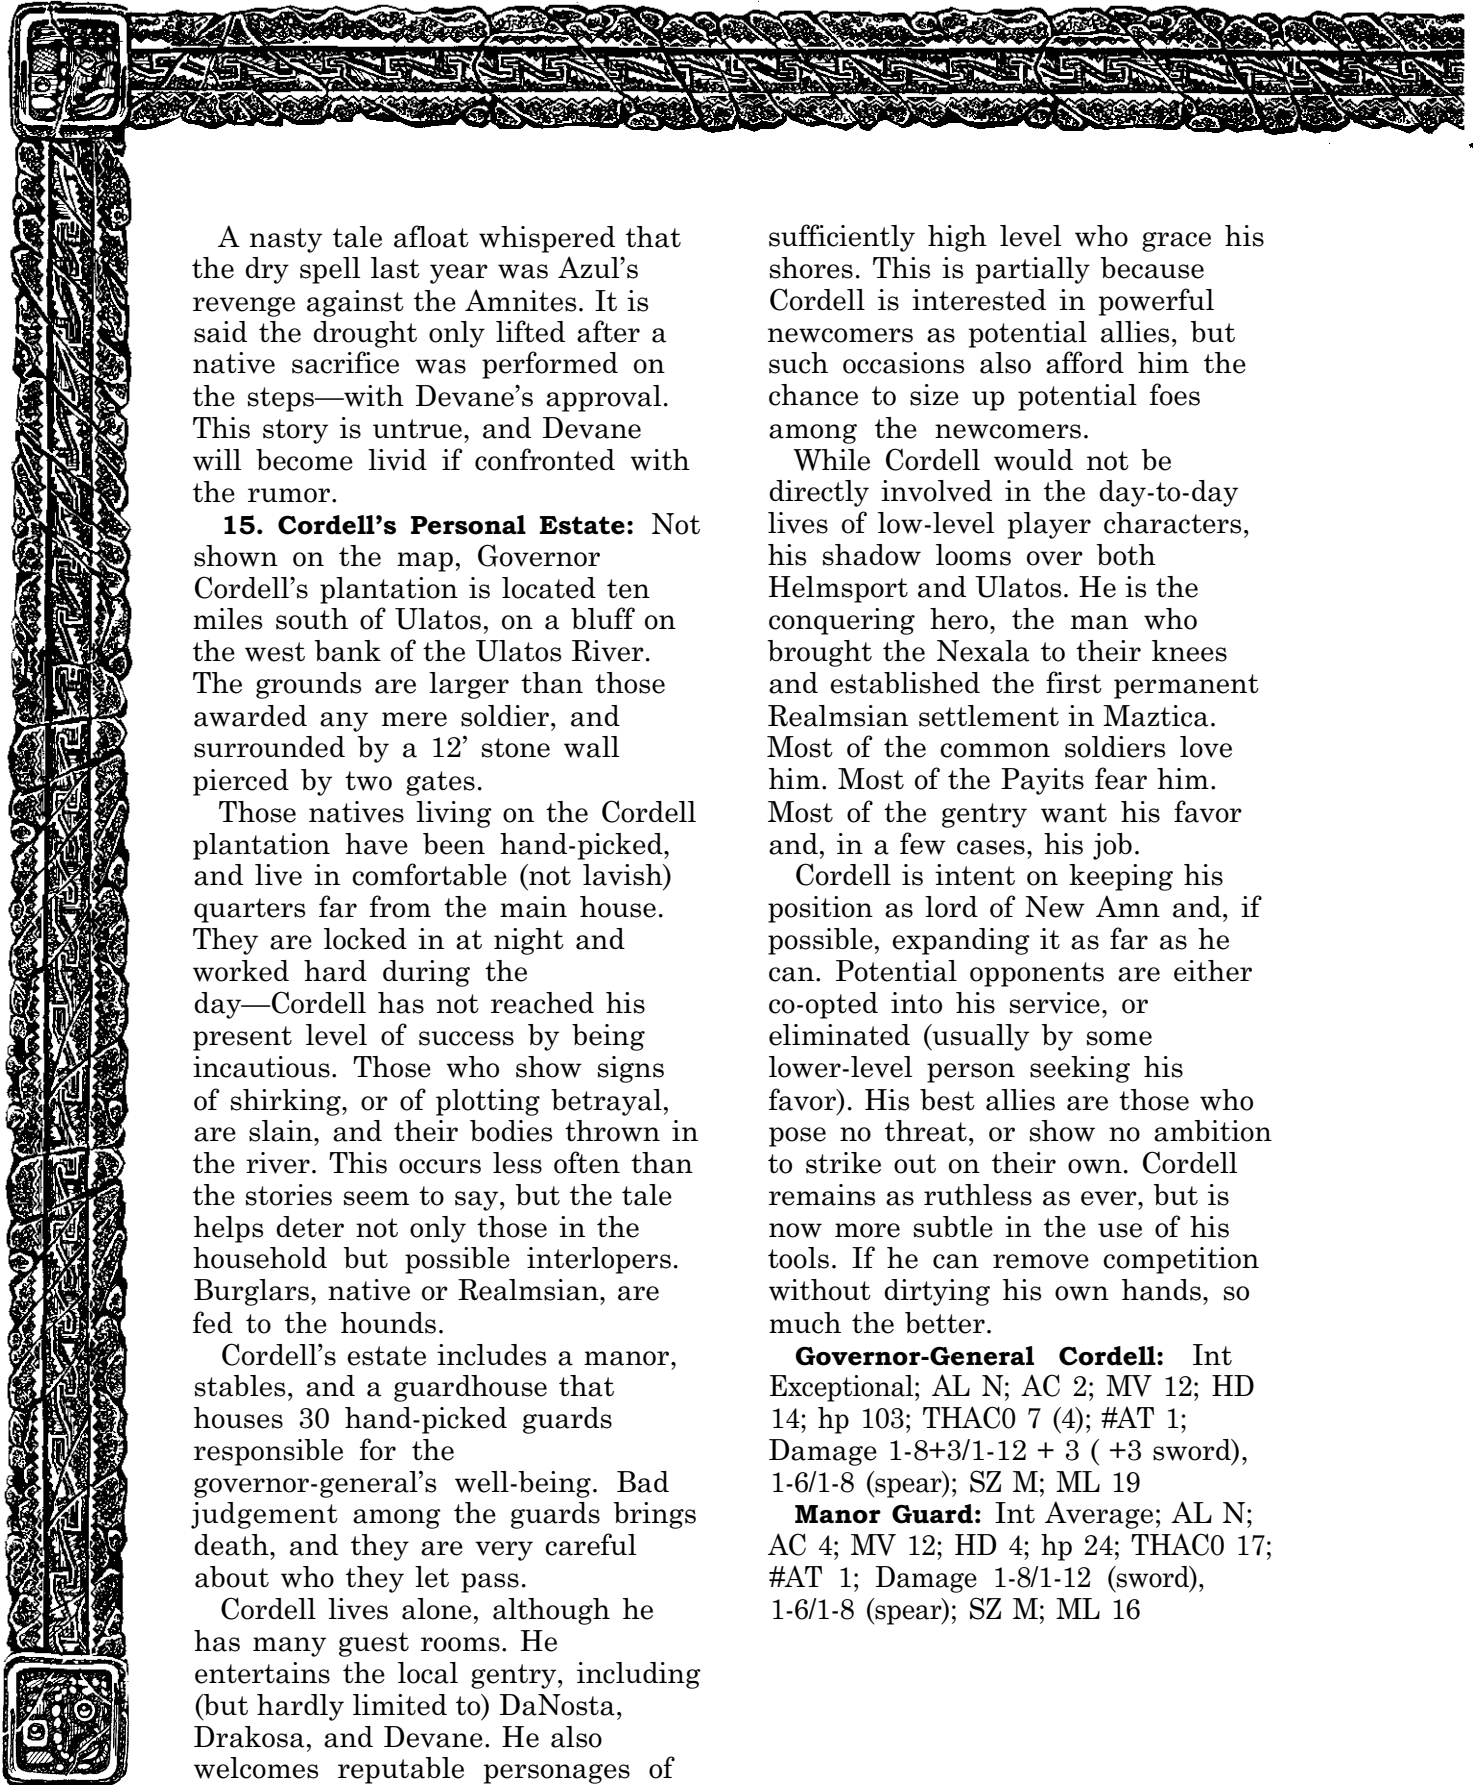 A nasty tale afloat whispered that
the dry spell last year was Azul's
revenge against the Amnites. It is
said the drought only lifted after a
native sacrifice was performed on
the steps—with Devane's approval.
This story is untrue, and Devane
will become livid if confronted with
the rumor.
15. Cordell's Personal Estate: Not
shown on the map, Governor
Cordell's plantation is located ten
miles south of Ulatos, on a bluff on
the west bank of the Ulatos River.
The grounds are larger than those
awarded any mere soldier, and
surrounded by a 12' stone wall
pierced by two gates.
Those natives living on the Cordell
plantation have been hand-picked,
and live in comfortable (not lavish)
quarters far from the main house.
They are locked in at night and
worked hard during the
day—Cordell has not reached his
present level of success by being
incautious. Those who show signs
of shirking, or of plotting betrayal,
are slain, and their bodies thrown in
the river. This occurs less often than
the stories seem to say, but the tale
helps deter not only those in the
household but possible interlopers.
Burglars, native or Realmsian, are
fed to the hounds.
Cordell's estate includes a manor,
stables, and a guardhouse that
houses 30 hand-picked guards
responsible for the
governor-general's well-being. Bad
judgement among the guards brings
death, and they are very careful
about who they let pass.
Cordell lives alone, although he
has many guest rooms. He
entertains the local gentry, including
(but hardly limited to) DaNosta,
Drakosa, and Devane. He also
welcomes reputable personages of
sufficiently high level who grace his
shores. This is partially because
Cordell is interested in powerful
newcomers as potential allies, but
such occasions also afford him the
chance to size up potential foes
among the newcomers.
While Cordell would not be
directly involved in the day-to-day
lives of low-level player characters,
his shadow looms over both
Helmsport and Ulatos. He is the
conquering hero, the man who
brought the Nexala to their knees
and established the first permanent
Realmsian settlement in Maztica.
Most of the common soldiers love
him. Most of the Payits fear him.
Most of the gentry want his favor
and, in a few cases, his job.
Cordell is intent on keeping his
position as lord of New Amn and, if
possible, expanding it as far as he
can. Potential opponents are either
co-opted into his service, or
eliminated (usually by some
lower-level person seeking his
favor). His best allies are those who
pose no threat, or show no ambition
to strike out on their own. Cordell
remains as ruthless as ever, but is
now more subtle in the use of his
tools. If he can remove competition
without dirtying his own hands, so
much the better.
Governor-General Cordell: Int
Exceptional; AL N; AC 2; MV 12; HD
14; hp 103; THAC0 7 (4); #AT 1;
Damage 1-8+3/1-12 + 3 ( +3 sword),
1-6/1-8 (spear); SZ M; ML 19
Manor Guard: Int Average; AL N;
AC 4; MV 12; HD 4; hp 24; THAC0 17;
#AT 1; Damage 1-8/1-12 (sword),
1-6/1-8 (spear); SZ M; ML 16